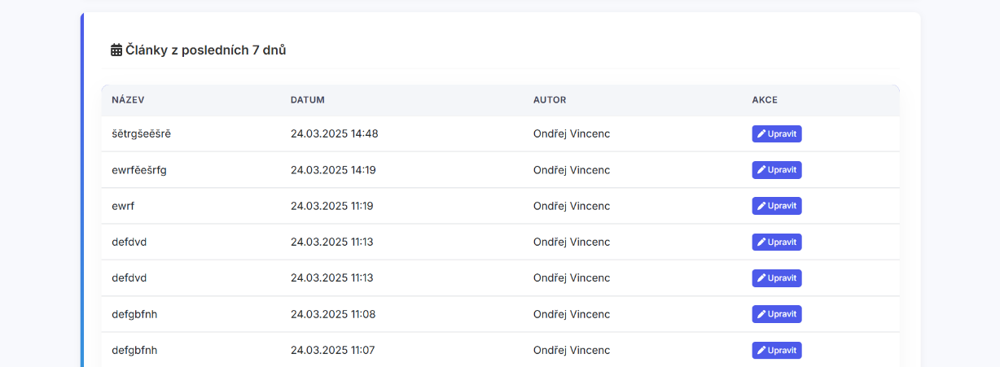 Články z posledních 7 dnů
NÁZEV DATUM AUTOR AKCE
šětrgšeěšrě 24.03.2025 14:48 Ondřej Vincenc Upravit
ewrfěešrfg 24.03.2025 14:19 Ondřej Vincenc Upravit
ewrf 24.03.2025 11:19 Ondřej Vincenc Upravit
defdvd 24.03.2025 11:13 Ondřej Vincenc Upravit
defdvd 24.03.2025 11:13 Ondřej Vincenc Upravit
defgbfnh 24.03.2025 11:08 Ondřej Vincenc Upravit
defgbfnh 24.03.2025 11:07 Ondřej Vincenc Upravit